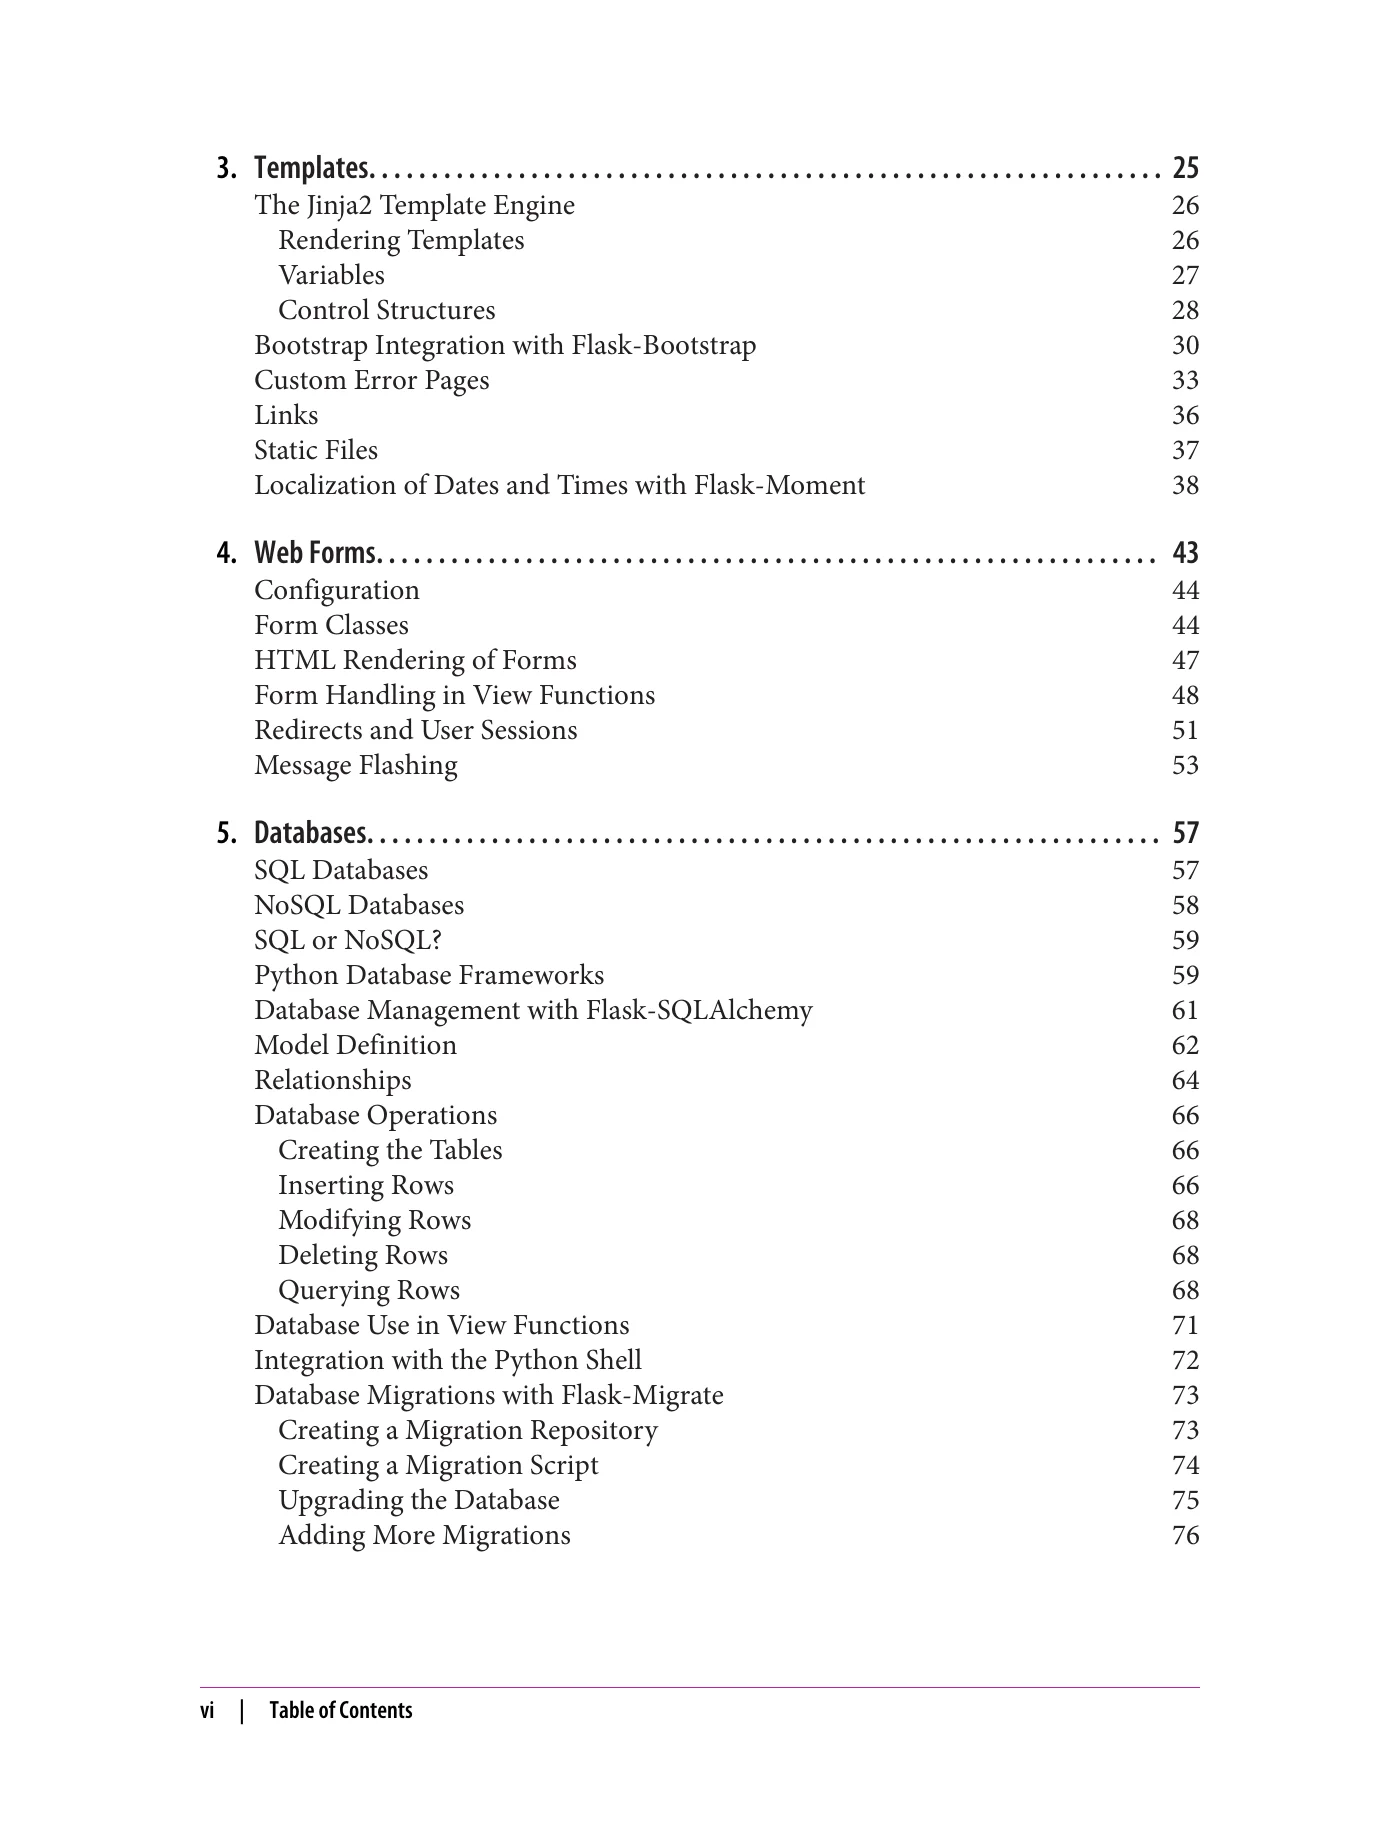 3. Templates. . . . . . . . . . . . . . . . . . . . . . . . . . . . . . . . . . . . . . . . . . . . . . . . . . . . . . . . . . . . . . . . 25
The Jinja2 Template Engine 26
Rendering Templates 26
Variables 27
Control Structures 28
Bootstrap Integration with Flask-Bootstrap 30
Custom Error Pages 33
Links 36
Static Files 37
Localization of Dates and Times with Flask-Moment 38
4. Web Forms. . . . . . . . . . . . . . . . . . . . . . . . . . . . . . . . . . . . . . . . . . . . . . . . . . . . . . . . . . . . . . . 43
Configuration 44
Form Classes 44
HTML Rendering of Forms 47
Form Handling in View Functions 48
Redirects and User Sessions 51
Message Flashing 53
5. Databases. . . . . . . . . . . . . . . . . . . . . . . . . . . . . . . . . . . . . . . . . . . . . . . . . . . . . . . . . . . . . . . . 57
SQL Databases 57
NoSQL Databases 58
SQL or NoSQL? 59
Python Database Frameworks 59
Database Management with Flask-SQLAlchemy 61
Model Definition 62
Relationships 64
Database Operations 66
Creating the Tables 66
Inserting Rows 66
Modifying Rows 68
Deleting Rows 68
Querying Rows 68
Database Use in View Functions 71
Integration with the Python Shell 72
Database Migrations with Flask-Migrate 73
Creating a Migration Repository 73
Creating a Migration Script 74
Upgrading the Database 75
Adding More Migrations 76
vi | Table of Contents